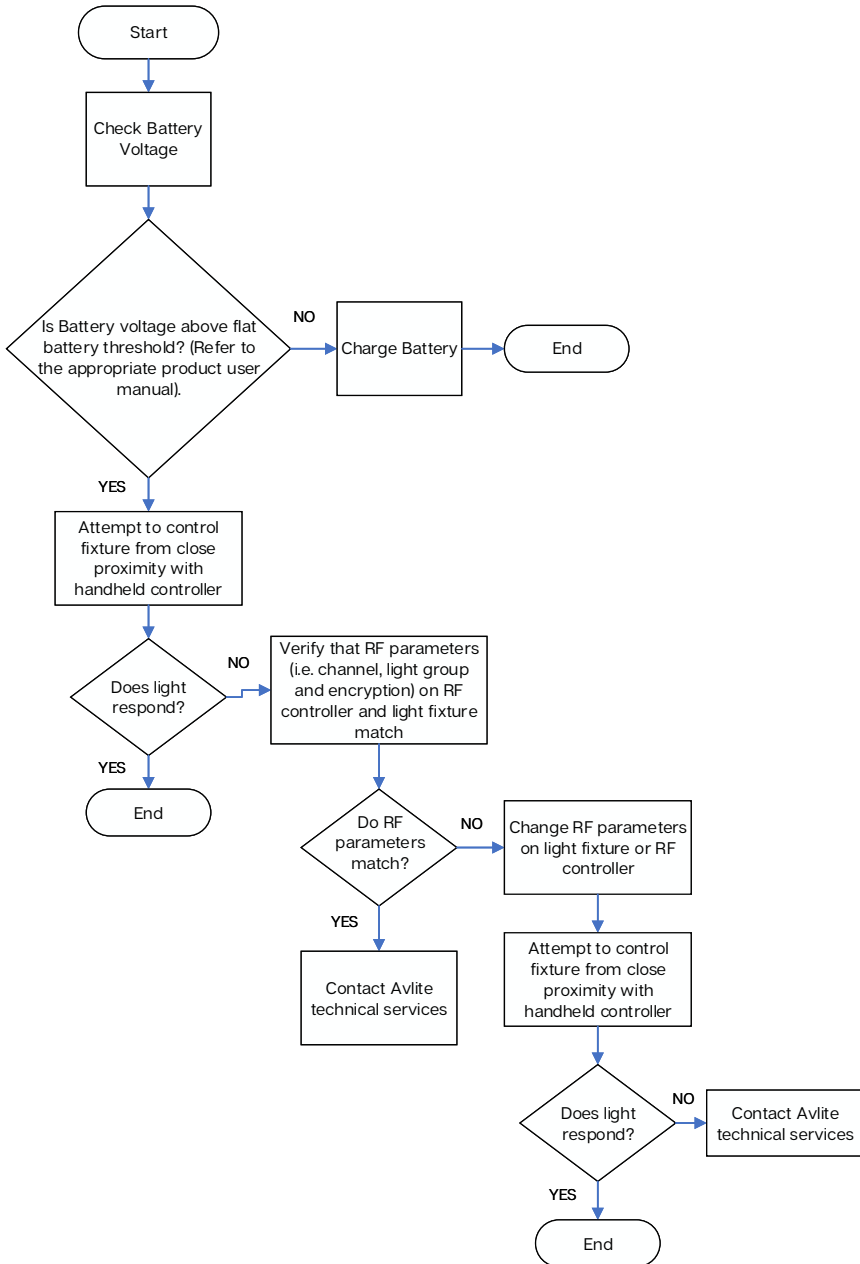 Start
Check Battery
Voltage
Is Battery voltage above flat
battery threshold? (Refer to
the appropriate product user
manual).
NO
Charge Battery
End
YES
Attempt to control
fixture from close
proximity with
handheld controller
Does light
respond?
NO
Verify that RF parameters
(i.e. channel, light group
and encryption) on RF
controller and light fixture
match
YES
End
Do RF
parameters
match?
NO
Change RF parameters
on light fixture or RF
controller
YES
Contact Avlite
technical services
Attempt to control
fixture from close
proximity with
handheld controller
Does light
respond?
NO
Contact Avlite
technical services
YES
End